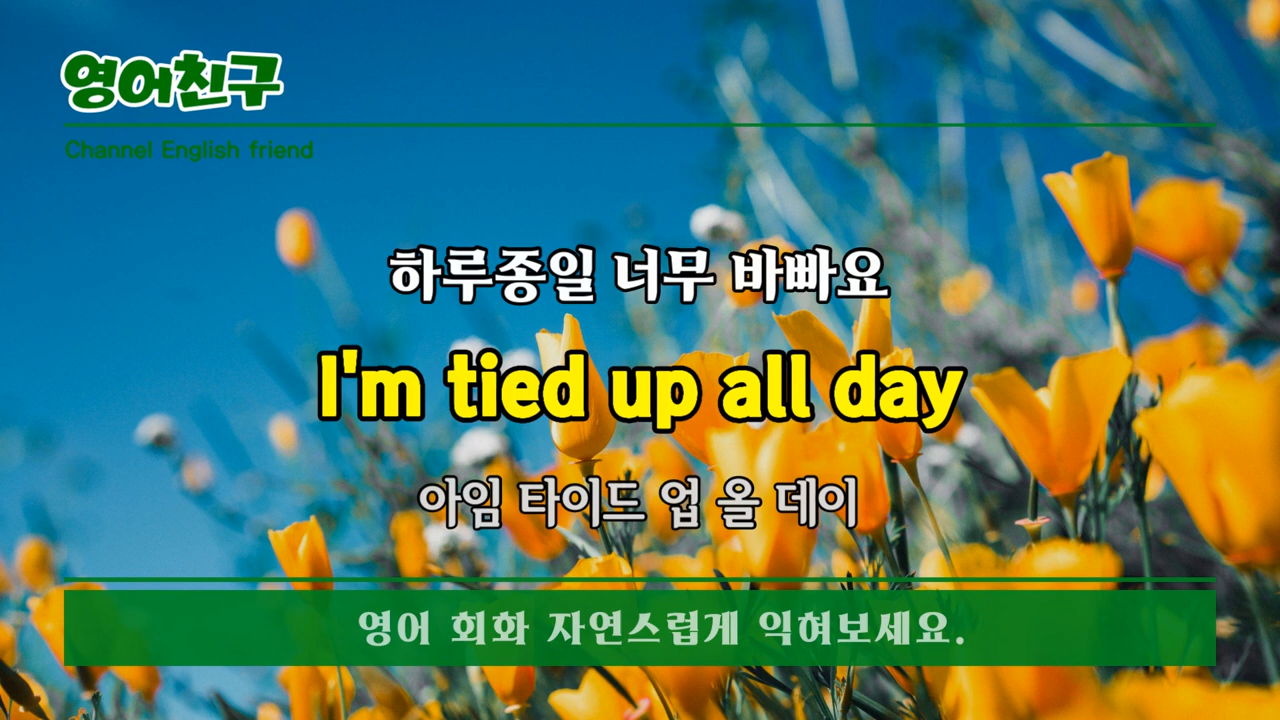 영어친구
Channel English friend
하루종일 너무 바빠요
I'm tied up all day
아임 타이드 업 올 데이
영어 회화 자연스럽게 익혀보세요.